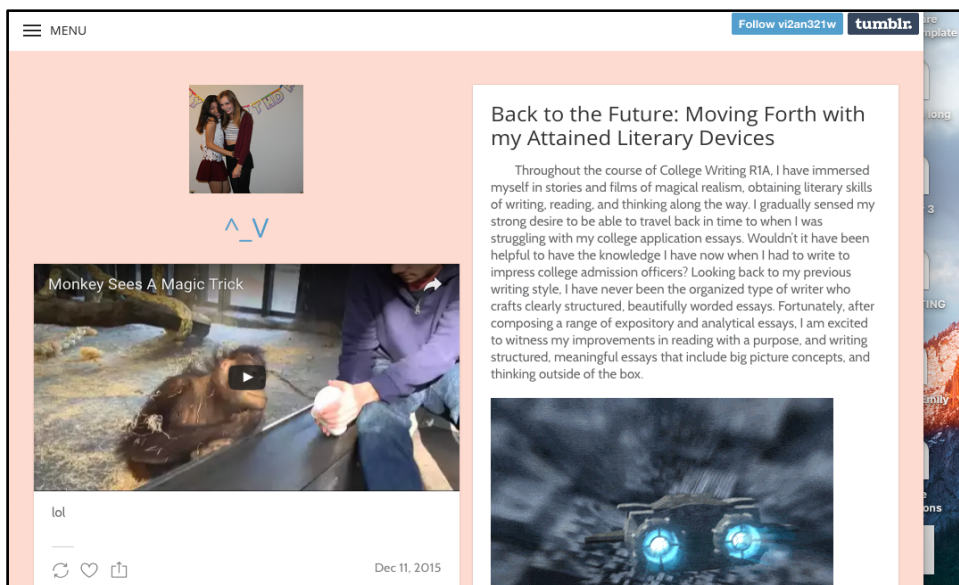 MENU
Follow vi2an321w
tumblr.
^_V
Monkey Sees A Magic Trick
lol
Dec 11, 2015
Back to the Future: Moving Forth with
my Attained Literary Devices
Throughout the course of College Writing R1A, I have immersed
myself in stories and films of magical realism, obtaining literary skills
of writing, reading, and thinking along the way. I gradually sensed my
strong desire to be able to travel back in time to when I was
struggling with my college application essays. Wouldn't it have been
helpful to have the knowledge I have now when I had to write to
impress college admission officers? Looking back to my previous
writing style, I have never been the organized type of writer who
crafts clearly structured, beautifully worded essays. Fortunately, after
composing a range of expository and analytical essays, I am excited
to witness my improvements in reading with a purpose, and writing
structured, meaningful essays that include big picture concepts, and
thinking outside of the box.
3